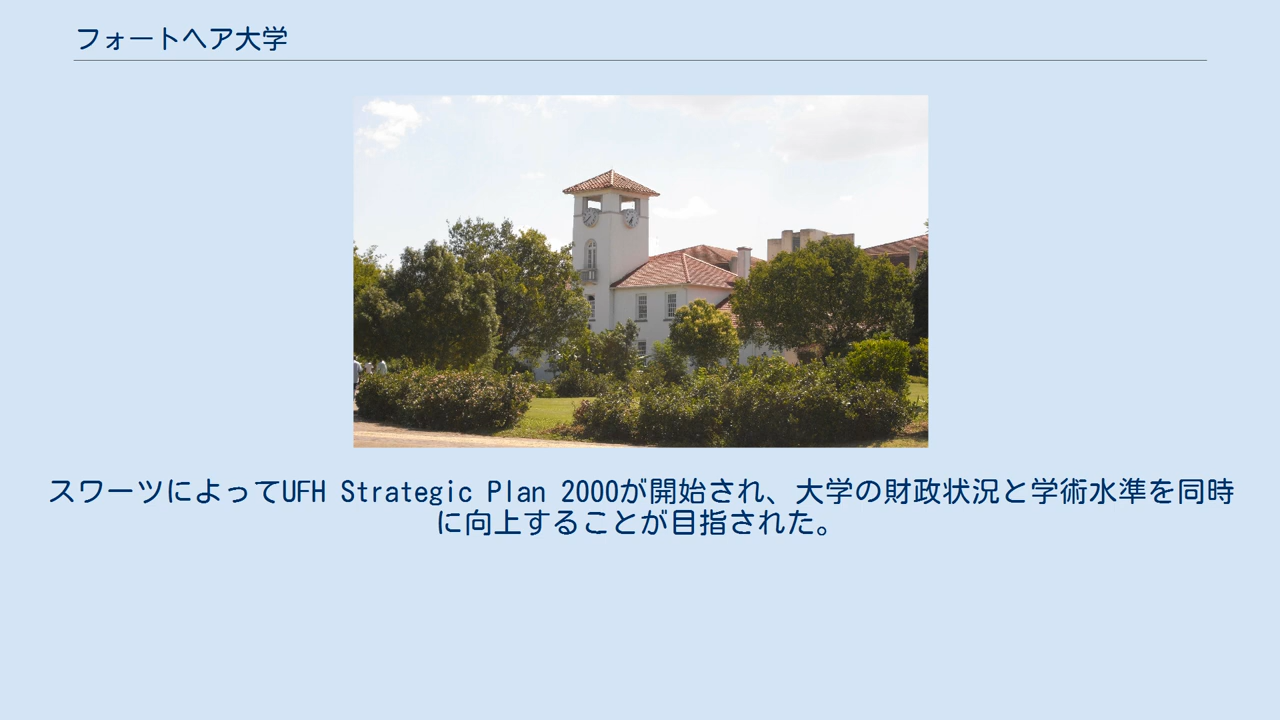 フォートヘア大学
スワーツによってUFH Strategic Plan 2000が開始され、大学の財政状況と学術水準を同時
に向上することが目指された。